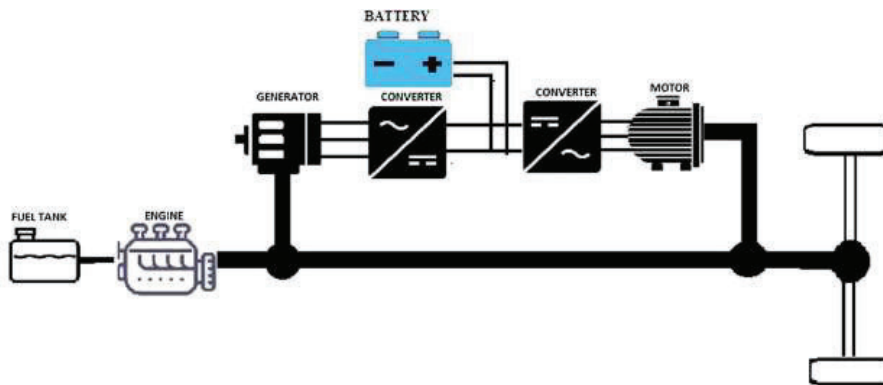 BATTERY
GENERATOR
CONVERTER
CONVERTER
MOTOR
FUEL TANK
ENGINE